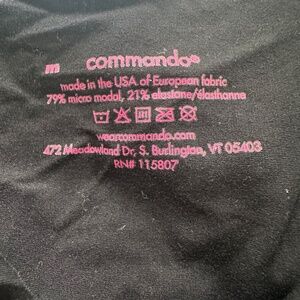 m commando®
made in the USA of European fabric
79% micro modal, 21% elastane/élasthanne
wearcommando.com
472 Meadowland Dr, S. Burlington, VT 05403
RN# 115807